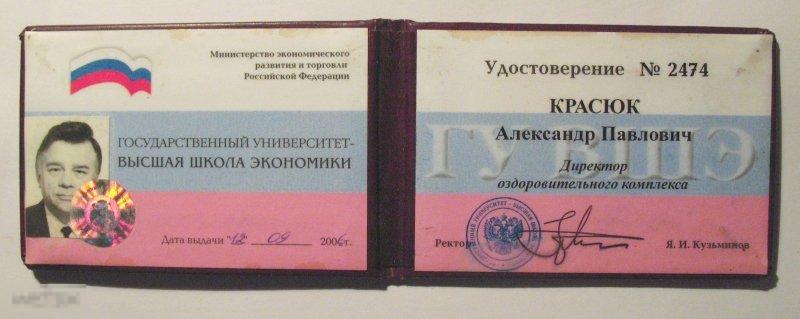 Министерство экономического
развития и торговли
Российской Федерации
ГОСУДАРСТВЕННЫЙ УНИВЕРСИТЕТ-
ВЫСШАЯ ШКОЛА ЭКОНОМИКИ
Дата выдачи "12" 09 2006г.
Удостоверение № 2474
КРАСЮК
Александр Павлович
ГУ ВШЭ
Директор
оздоровительного комплекса
Ректор Я. И. Кузьминов